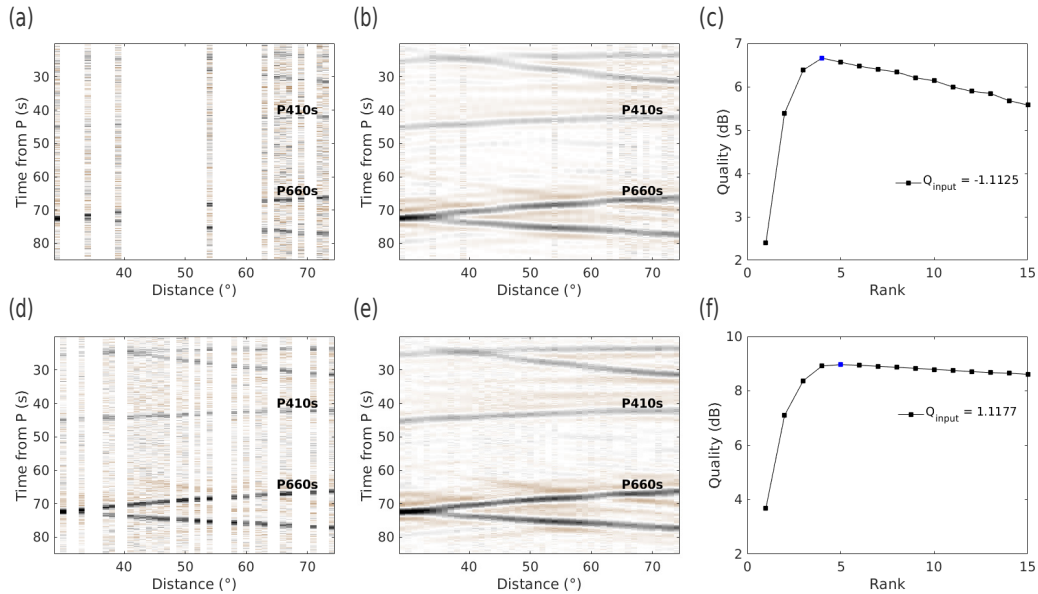 (a)
(b)
(c)
30
40
50
60
70
80
Time from P (s)
P410s
P660s
40
50
60
70
Distance (°)
30
40
50
60
70
80
Time from P (s)
P410s
P660s
40
50
60
70
Distance (°)
7
6
5
4
3
2
Quality (dB)
Q_input = -1.1125
0
5
10
15
Rank
(d)
(e)
(f)
30
40
50
60
70
80
Time from P (s)
P410s
P660s
40
50
60
70
Distance (°)
30
40
50
60
70
80
Time from P (s)
P410s
P660s
40
50
60
70
Distance (°)
10
8
6
4
2
Quality (dB)
Q_input = 1.1177
0
5
10
15
Rank